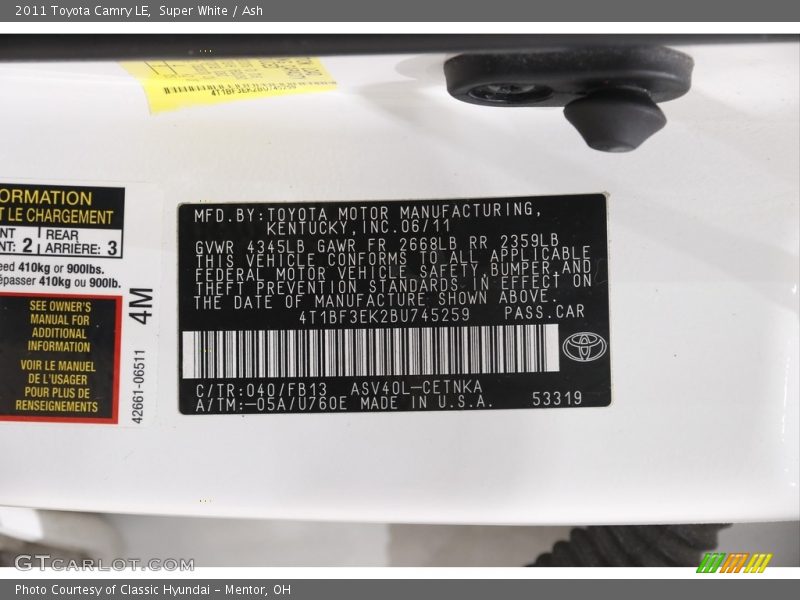 2011 Toyota Camry LE, Super White / Ash
4T1BF3EK2BU745259
ORMATION
T LE CHARGEMENT
NT | REAR
NT: 2 | ARRIÈRE: 3
eed 410kg or 900lbs.
épasser 410kg ou 900lb.
SEE OWNER'S
MANUAL FOR
ADDITIONAL
INFORMATION
VOIR LE MANUEL
DE L'USAGER
POUR PLUS DE
RENSEIGNEMENTS
4M
42661-06511
MFD.BY:TOYOTA MOTOR MANUFACTURING,
KENTUCKY,INC.06/11
GVWR 4345LB GAWR FR 2668LB RR 2359LB
THIS VEHICLE CONFORMS TO ALL APPLICABLE
FEDERAL MOTOR VEHICLE SAFETY,BUMPER,AND
THEFT PREVENTION STANDARDS IN EFFECT ON
THE DATE OF MANUFACTURE SHOWN ABOVE.
4T1BF3EK2BU745259 PASS.CAR
C/TR:040/FB13 ASV40L-CETNKA
A/TM:-05A/U760E MADE IN U.S.A. 53319
GTCARLOT.COM
Photo Courtesy of Classic Hyundai - Mentor, OH